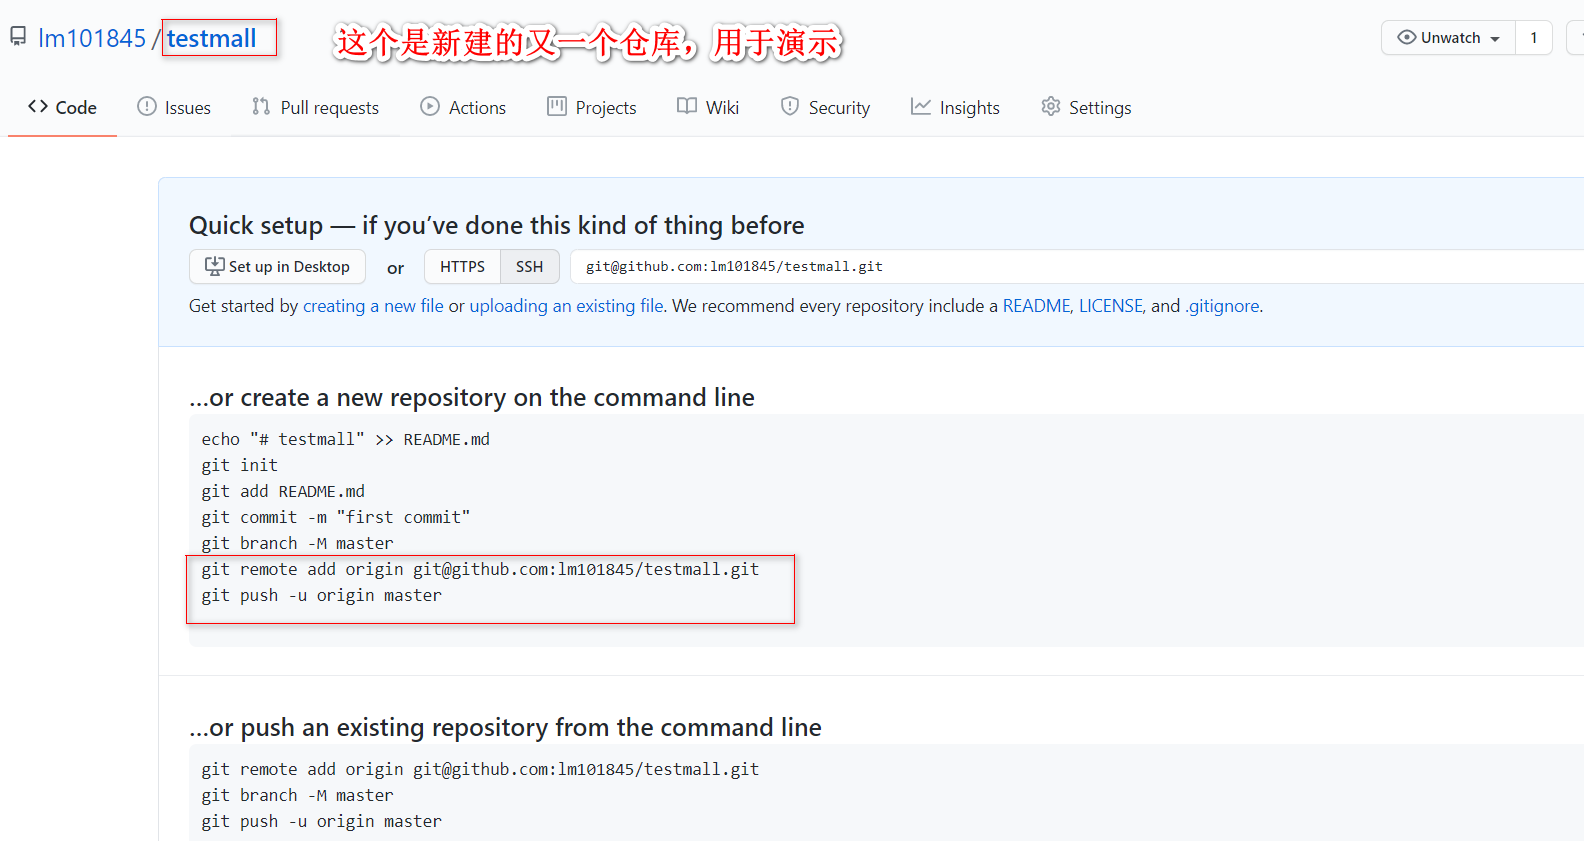 lm101845 / testmall
这个是新建的又一个仓库，用于演示
Unwatch 1
Code Issues Pull requests Actions Projects Wiki Security Insights Settings
Quick setup — if you’ve done this kind of thing before
Set up in Desktop or HTTPS SSH git@github.com:lm101845/testmall.git
Get started by creating a new file or uploading an existing file. We recommend every repository include a README, LICENSE, and .gitignore.
…or create a new repository on the command line
echo "# testmall" >> README.md
git init
git add README.md
git commit -m "first commit"
git branch -M master
git remote add origin git@github.com:lm101845/testmall.git
git push -u origin master
…or push an existing repository from the command line
git remote add origin git@github.com:lm101845/testmall.git
git branch -M master
git push -u origin master